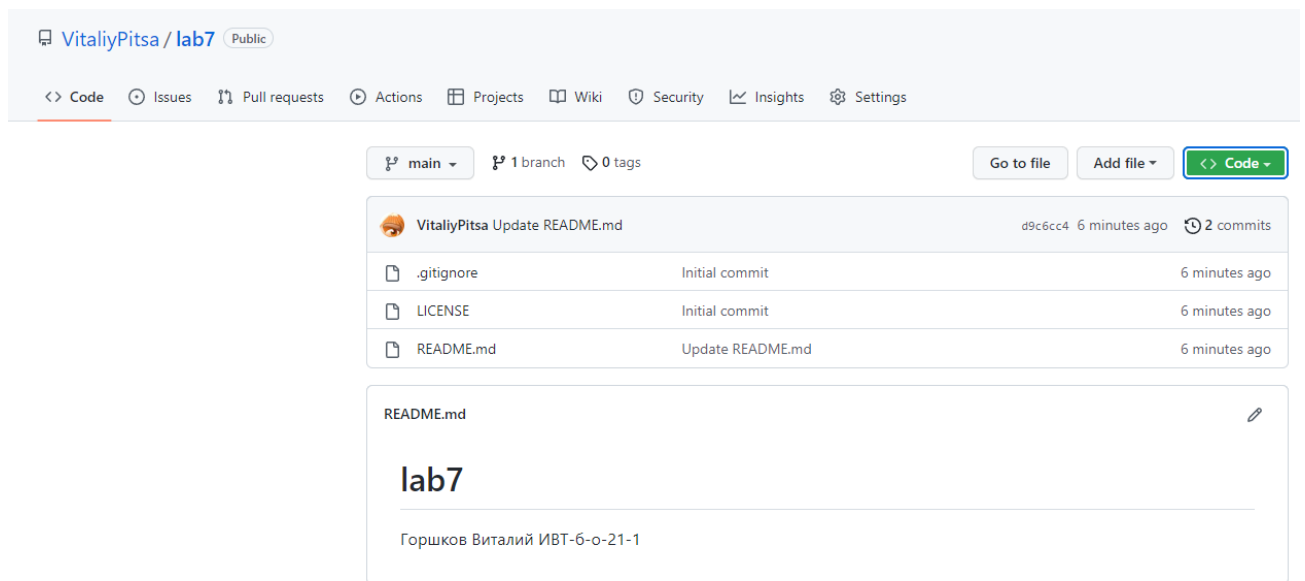 VitaliyPitsa / lab7 Public
Code Issues Pull requests Actions Projects Wiki Security Insights Settings
main 1 branch 0 tags Go to file Add file Code
VitaliyPitsa Update README.md d9c6cc4 6 minutes ago 2 commits
.gitignore Initial commit 6 minutes ago
LICENSE Initial commit 6 minutes ago
README.md Update README.md 6 minutes ago
README.md
lab7
Горшков Виталий ИВТ-б-о-21-1